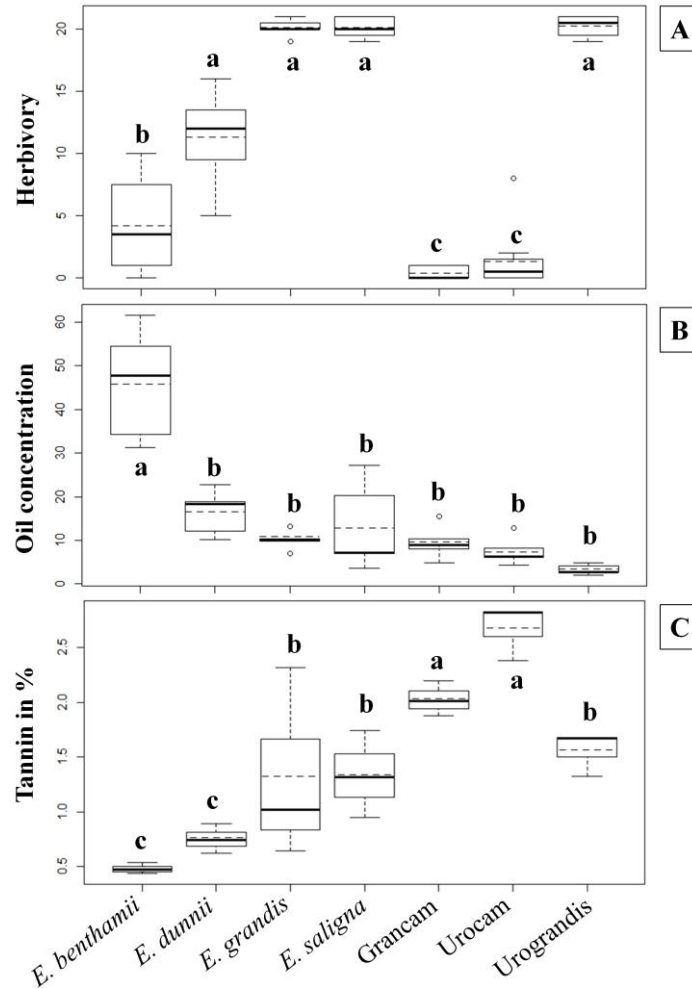 A
Herbivory
20
15
10
5
0
b
a
a
a
c
c
a
B
Oil concentration
60
50
40
30
20
10
0
a
b
b
b
b
b
b
C
Tannin in %
2.5
2.0
1.5
1.0
0.5
c
c
b
b
a
a
b
E. benthamii
E. dunnii
E. grandis
E. saligna
Grancam
Urocam
Urograndis